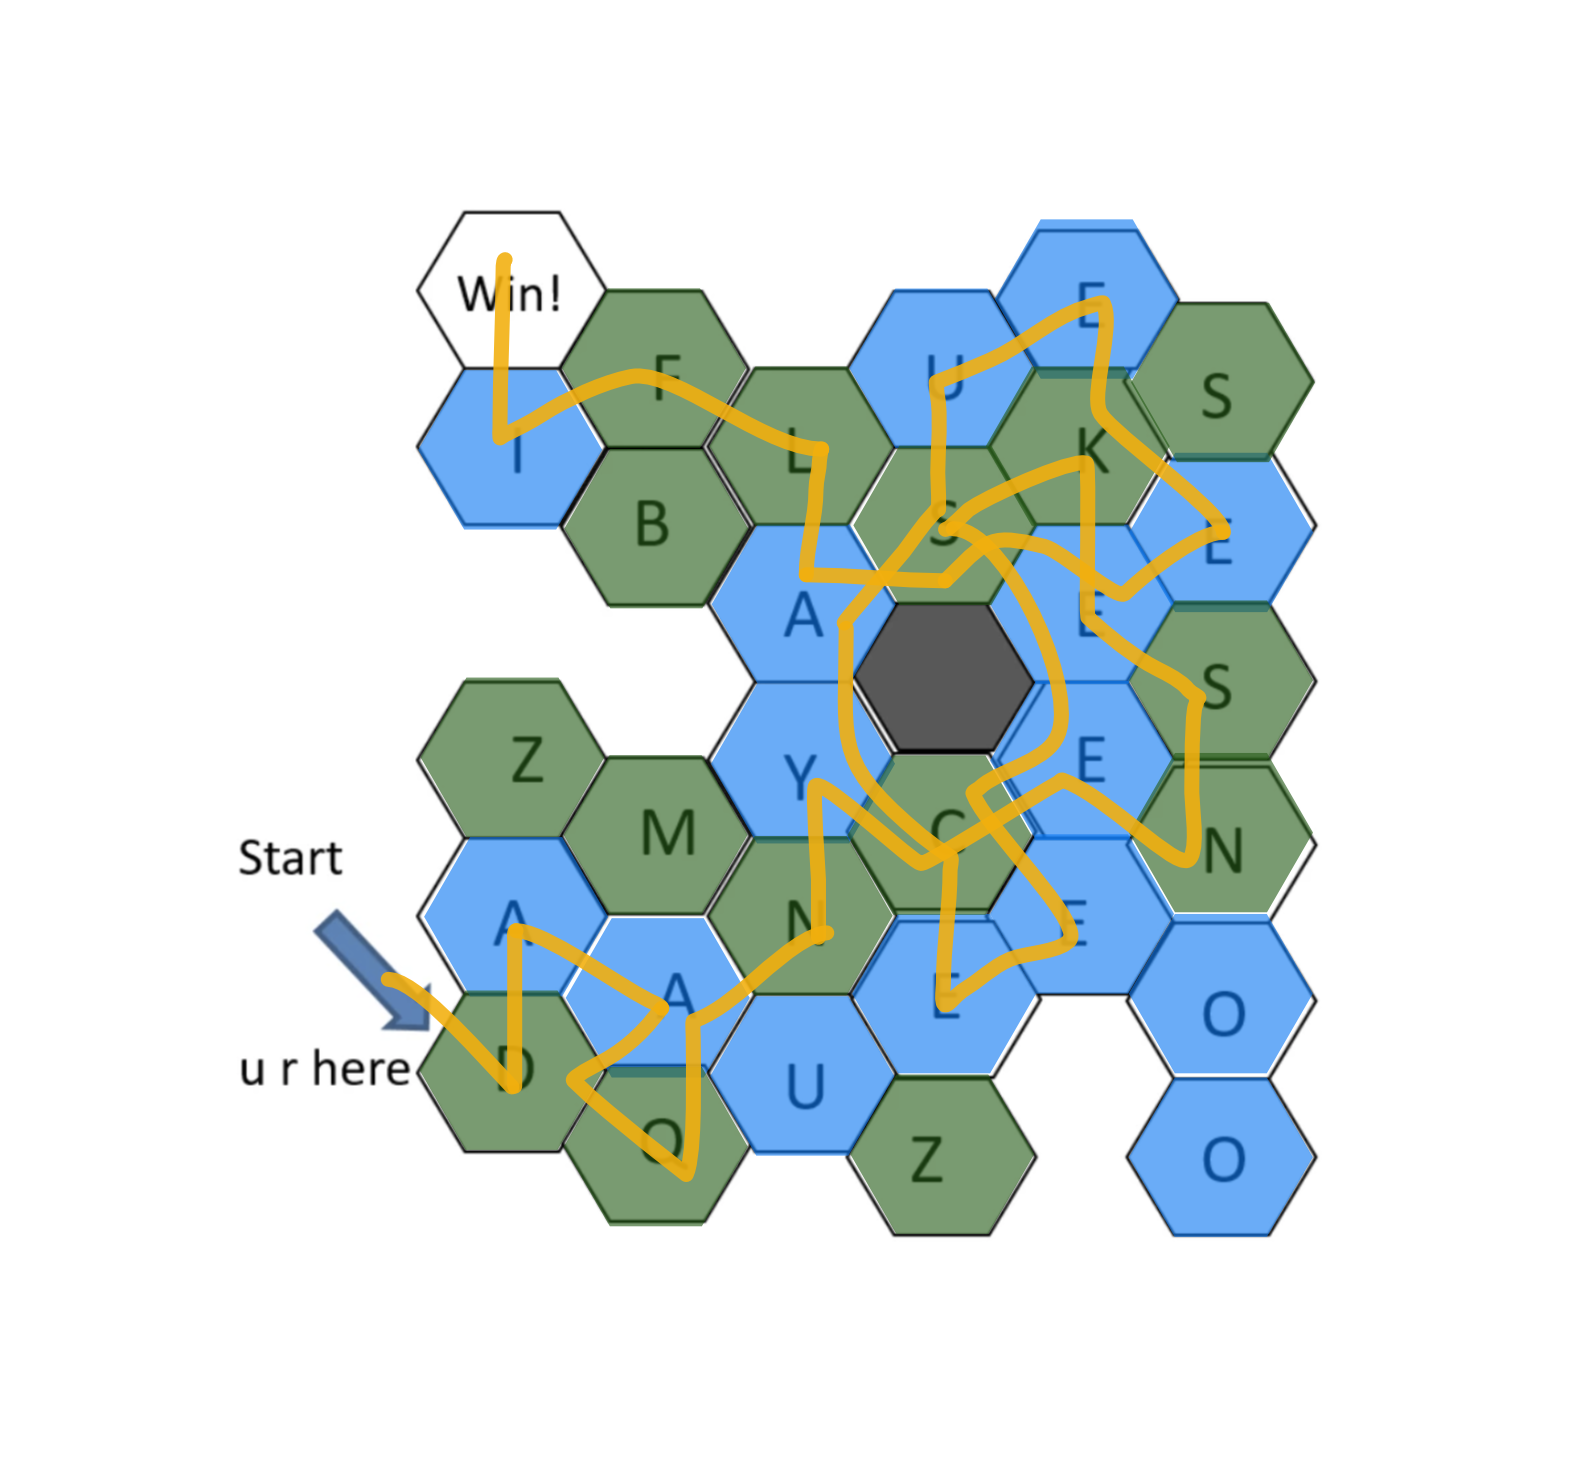 Win! E
F U S
I L K
B S E
A E
S
Z Y E
M C N
Start
A N E
A E O
u r here D U
Q Z O